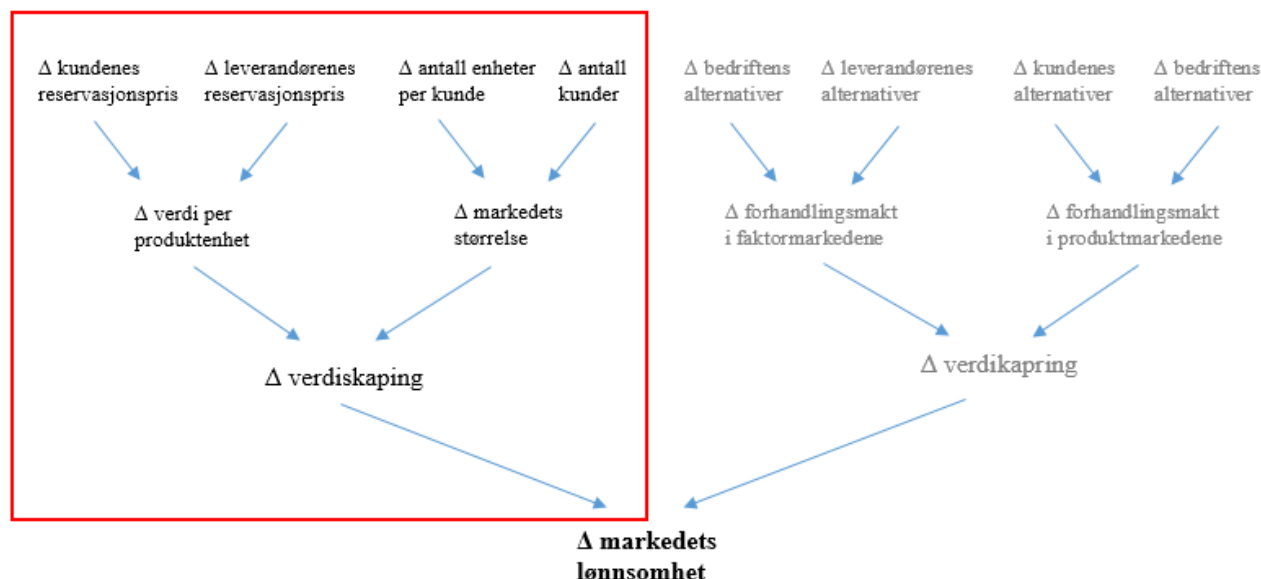 Δ kundenes
reservasjonspris
Δ leverandørenes
reservasjonspris
Δ antall enheter
per kunde
Δ antall
kunder
Δ bedriftens
alternativer
Δ leverandørenes
alternativer
Δ kundenes
alternativer
Δ bedriftens
alternativer
Δ verdi per
produktenhet
Δ markedets
størrelse
Δ forhandlingsmakt
i faktormarkedene
Δ forhandlingsmakt
i produktmarkedene
Δ verdiskaping
Δ verdikapring
Δ markedets
lønnsomhet